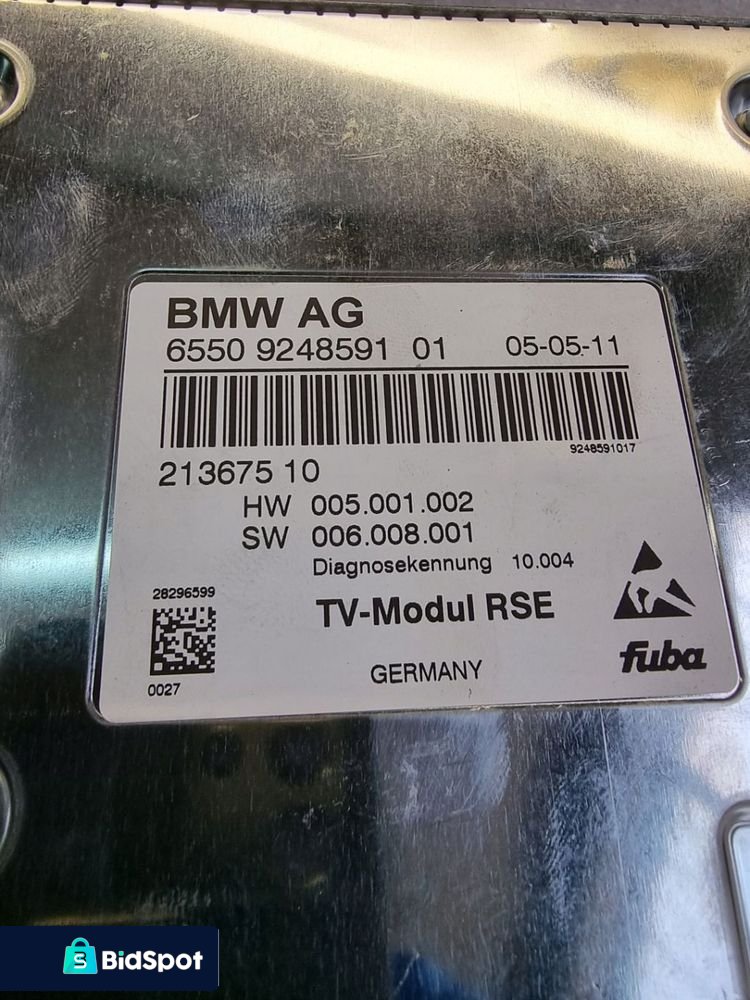 BMW AG
6550 9248591 01 05-05-11
9248591017
213675 10
HW 005.001.002
SW 006.008.001
Diagnosekennung 10.004
28296599
TV-Modul RSE
fuba
0027
GERMANY
S
BidSpot